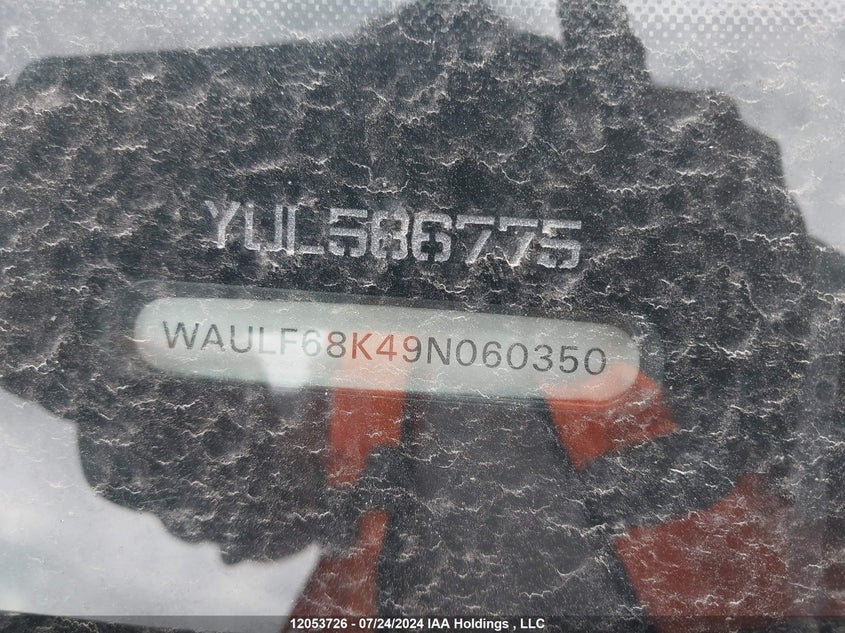 YUL586775
WAULF68K49N060350
12053726 - 07/24/2024 IAA Holdings , LLC